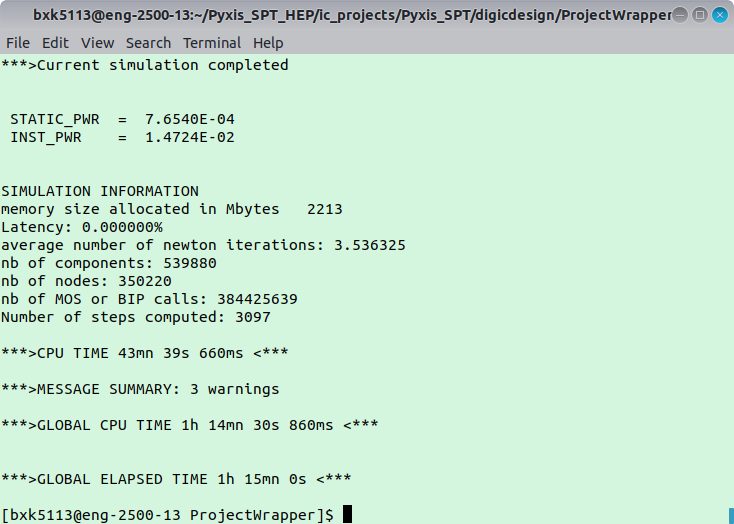 bxk5113@eng-2500-13:~/Pyxis_SPT_HEP/ic_projects/Pyxis_SPT/digicdesign/ProjectWrapper
File Edit View Search Terminal Help
***>Current simulation completed
STATIC_PWR = 7.6540E-04
INST_PWR = 1.4724E-02
SIMULATION INFORMATION
memory size allocated in Mbytes 2213
Latency: 0.000000%
average number of newton iterations: 3.536325
nb of components: 539880
nb of nodes: 350220
nb of MOS or BIP calls: 384425639
Number of steps computed: 3097
***>CPU TIME 43mn 39s 660ms <***
***>MESSAGE SUMMARY: 3 warnings
***>GLOBAL CPU TIME 1h 14mn 30s 860ms <***
***>GLOBAL ELAPSED TIME 1h 15mn 0s <***
[bxk5113@eng-2500-13 ProjectWrapper]$